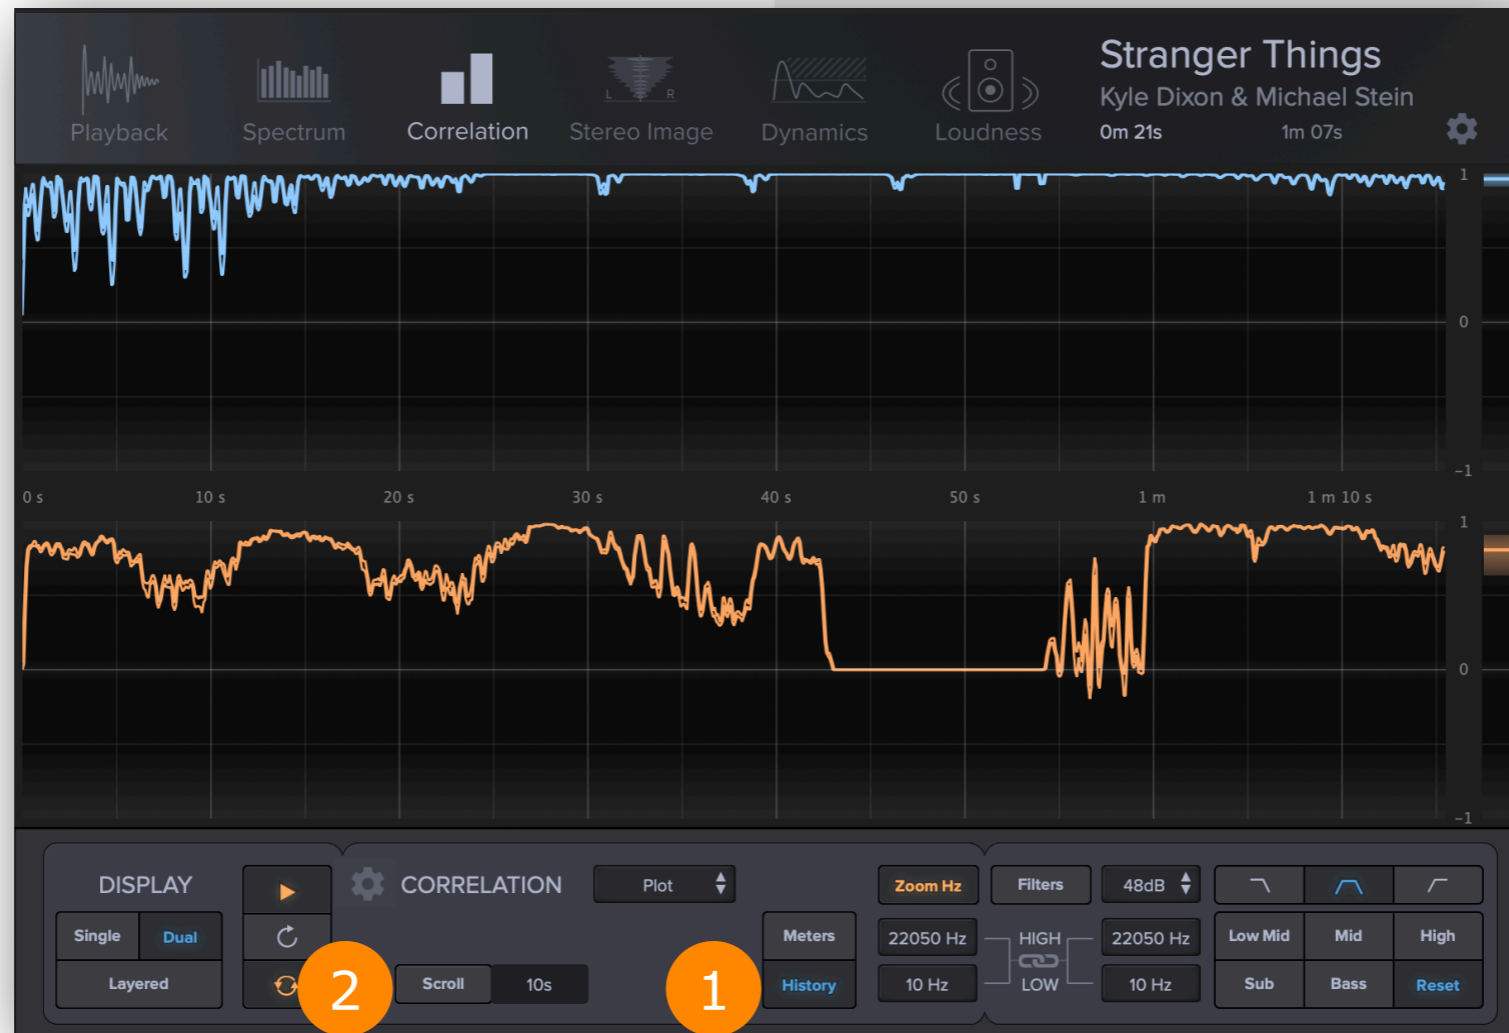 Stranger Things
Kyle Dixon & Michael Stein
0m 21s 1m 07s
Playback Spectrum Correlation L R Stereo Image Dynamics Loudness
1
0
-1
0 s 10 s 20 s 30 s 40 s 50 s 1 m 1 m 10 s
1
0
-1
DISPLAY CORRELATION Plot Zoom Hz Filters 48dB
Single Dual Meters 22050 Hz HIGH 22050 Hz Low Mid Mid High
Layered 2 Scroll 10s 1 History 10 Hz LOW 10 Hz Sub Bass Reset